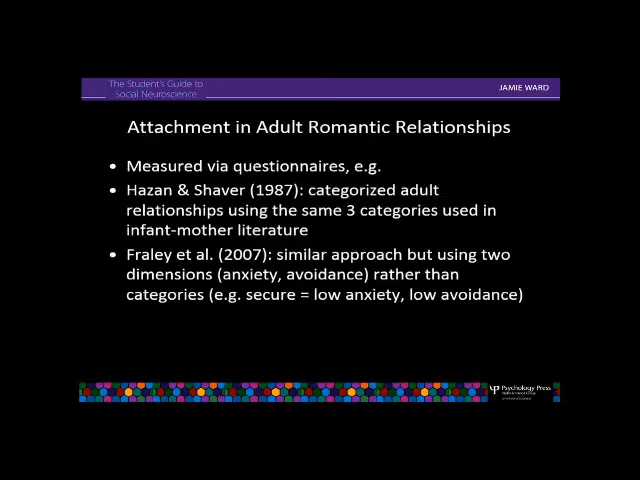 The Student's Guide to
Social Neuroscience
JAMIE WARD
Attachment in Adult Romantic Relationships
• Measured via questionnaires, e.g.
• Hazan & Shaver (1987): categorized adult
relationships using the same 3 categories used in
infant-mother literature
• Fraley et al. (2007): similar approach but using two
dimensions (anxiety, avoidance) rather than
categories (e.g. secure = low anxiety, low avoidance)
Psychology Press